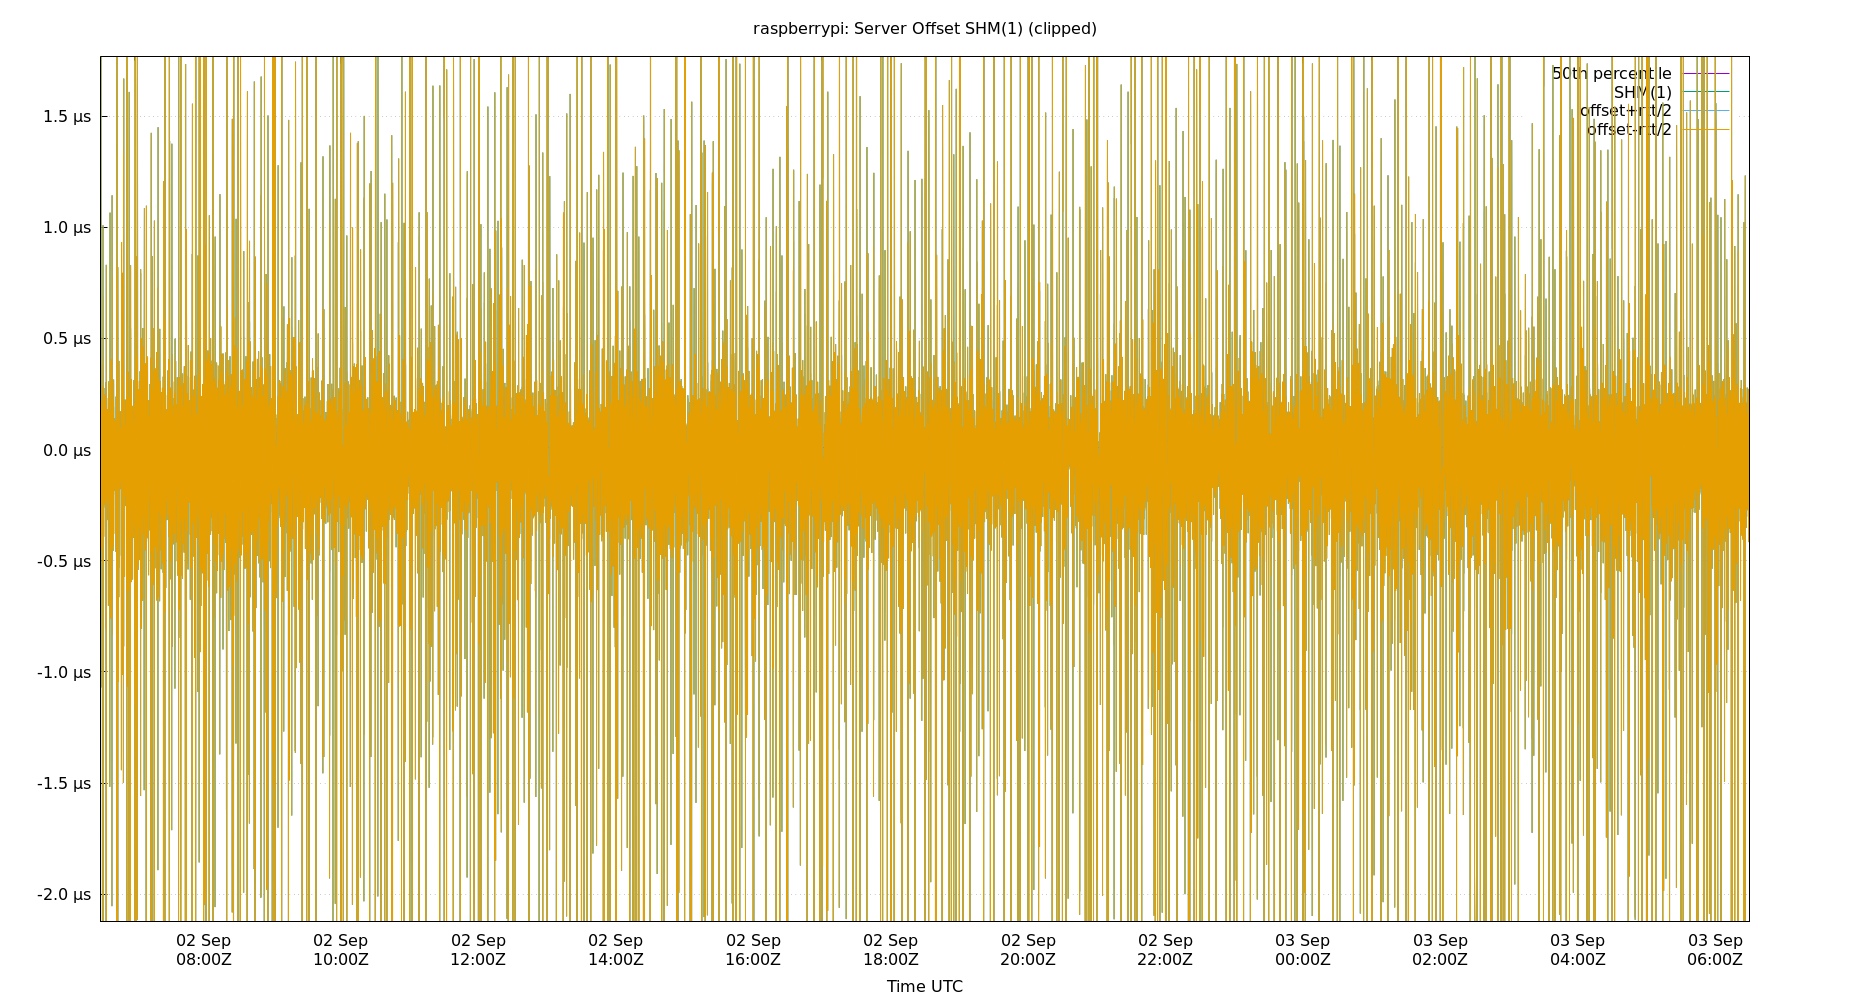 raspberrypi: Server Offset SHM(1) (clipped)
50th percentile
SHM(1)
offset+rtt/2
offset-rtt/2
1.5 µs
1.0 µs
0.5 µs
0.0 µs
-0.5 µs
-1.0 µs
-1.5 µs
-2.0 µs
02 Sep 02 Sep 02 Sep 02 Sep 02 Sep 02 Sep 02 Sep 02 Sep 03 Sep 03 Sep 03 Sep 03 Sep
08:00Z 10:00Z 12:00Z 14:00Z 16:00Z 18:00Z 20:00Z 22:00Z 00:00Z 02:00Z 04:00Z 06:00Z
Time UTC